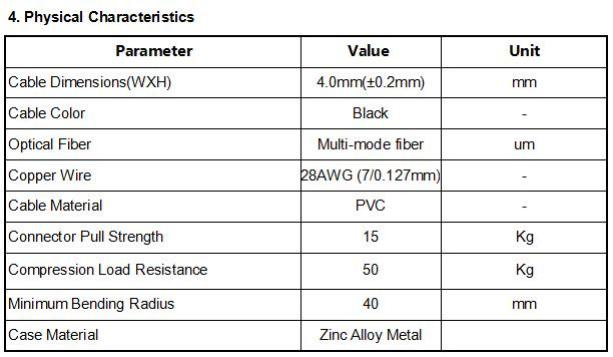 4. Physical Characteristics
Parameter Value Unit
Cable Dimensions(WXH) 4.0mm(±0.2mm) mm
Cable Color Black -
Optical Fiber Multi-mode fiber um
Copper Wire 28AWG (7/0.127mm) -
Cable Material PVC -
Connector Pull Strength 15 Kg
Compression Load Resistance 50 Kg
Minimum Bending Radius 40 mm
Case Material Zinc Alloy Metal